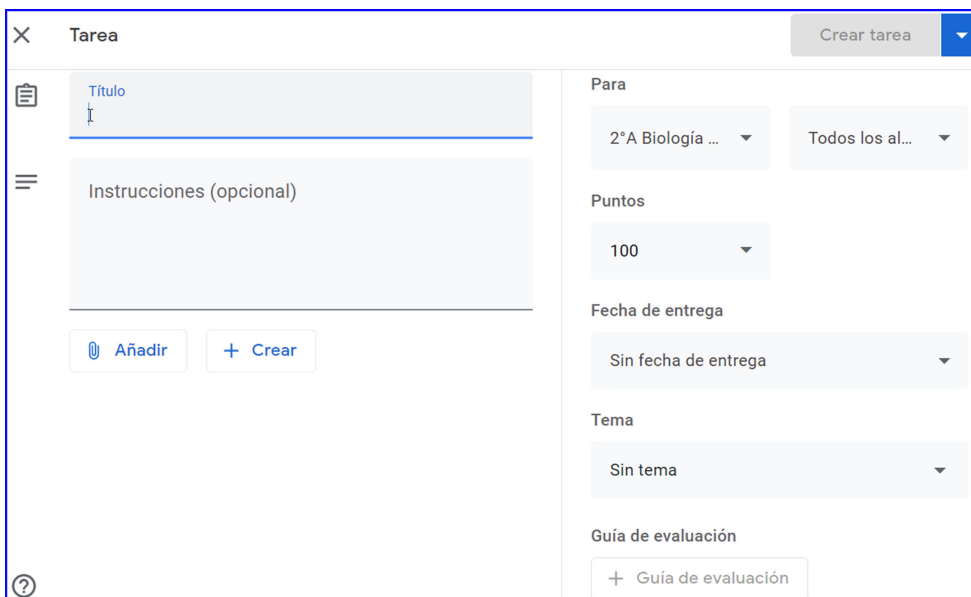 Tarea
Crear tarea
Título
Instrucciones (opcional)
Añadir
+ Crear
Para
2°A Biología ...
Todos los al...
Puntos
100
Fecha de entrega
Sin fecha de entrega
Tema
Sin tema
Guía de evaluación
+ Guía de evaluación